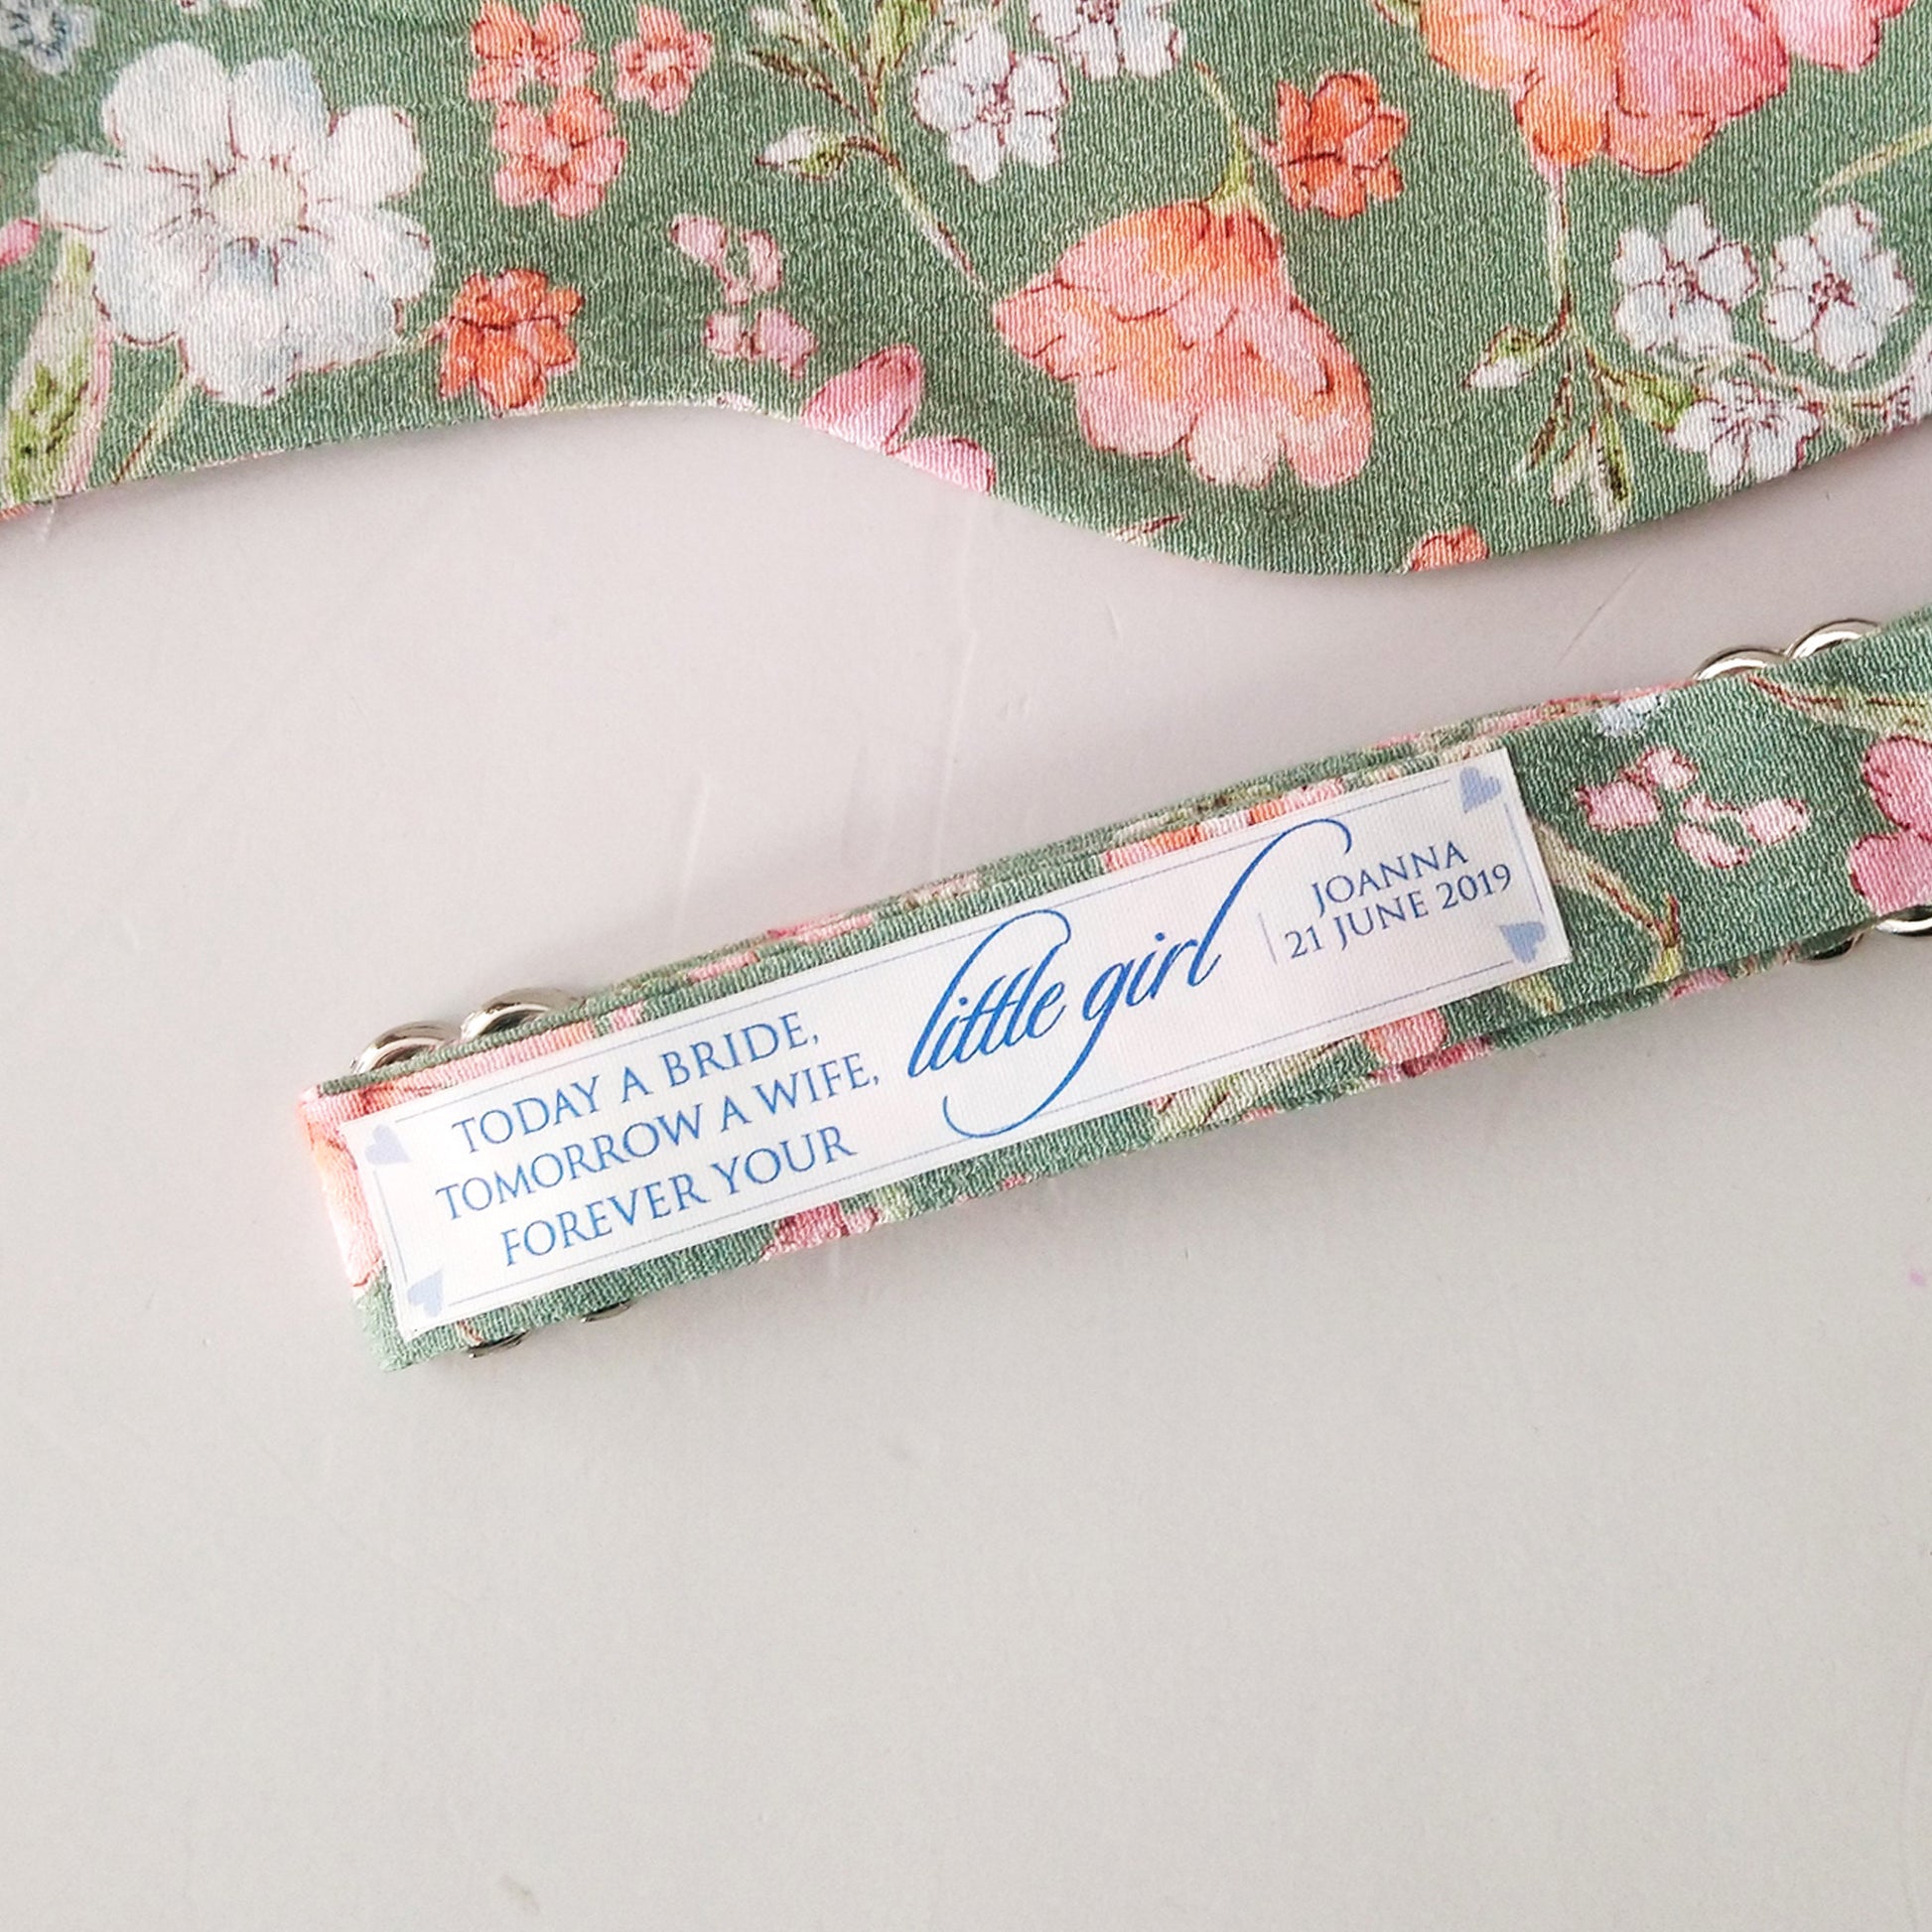 TODAY A BRIDE,
TOMORROW A WIFE,
FOREVER YOUR
little girl
JOANNA
21 JUNE 2019